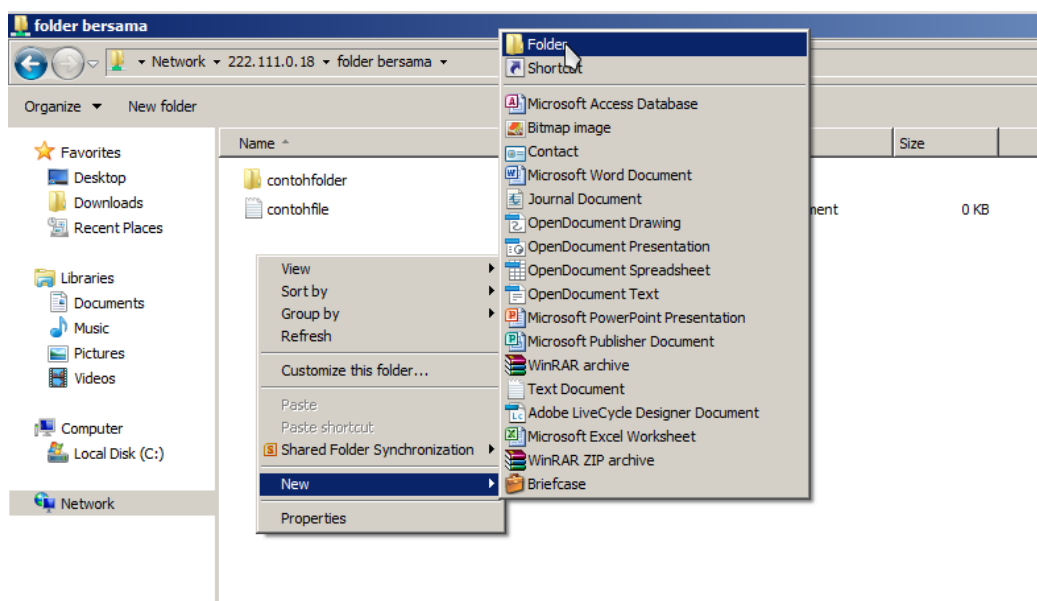 folder bersama
Network 222.111.0.18 folder bersama
Organize New folder
Favorites
Desktop
Downloads
Recent Places
Libraries
Documents
Music
Pictures
Videos
Computer
Local Disk (C:)
Network
Name
Size
contohfolder
contohfile
ment 0 KB
View
Sort by
Group by
Refresh
Customize this folder...
Paste
Paste shortcut
Shared Folder Synchronization
New
Properties
Folder
Shortcut
Microsoft Access Database
Bitmap image
Contact
Microsoft Word Document
Journal Document
OpenDocument Drawing
OpenDocument Presentation
OpenDocument Spreadsheet
OpenDocument Text
Microsoft PowerPoint Presentation
Microsoft Publisher Document
WinRAR archive
Text Document
Adobe LiveCycle Designer Document
Microsoft Excel Worksheet
WinRAR ZIP archive
Briefcase